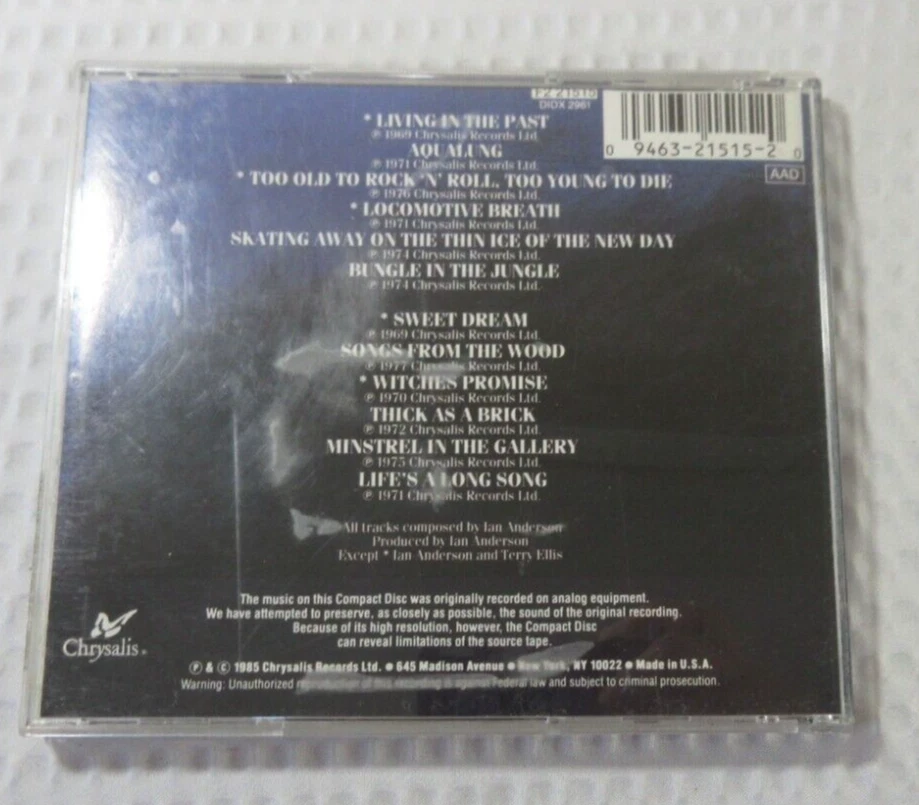 DIDX 2961
* LIVING IN THE PAST
℗ 1969 Chrysalis Records Ltd.
AQUALUNG
℗ 1971 Chrysalis Records Ltd.
* TOO OLD TO ROCK 'N' ROLL, TOO YOUNG TO DIE
℗ 1976 Chrysalis Records Ltd.
* LOCOMOTIVE BREATH
℗ 1971 Chrysalis Records Ltd.
SKATING AWAY ON THE THIN ICE OF THE NEW DAY
℗ 1974 Chrysalis Records Ltd.
BUNGLE IN THE JUNGLE
℗ 1974 Chrysalis Records Ltd.
* SWEET DREAM
℗ 1969 Chrysalis Records Ltd.
SONGS FROM THE WOOD
℗ 1977 Chrysalis Records Ltd.
* WITCHES PROMISE
℗ 1970 Chrysalis Records Ltd.
THICK AS A BRICK
℗ 1972 Chrysalis Records Ltd.
MINSTREL IN THE GALLERY
℗ 1975 Chrysalis Records Ltd.
LIFE'S A LONG SONG
℗ 1971 Chrysalis Records Ltd.
All tracks composed by Ian Anderson
Produced by Ian Anderson
Except * Ian Anderson and Terry Ellis
0 9463-21515-2 0
AAD
The music on this Compact Disc was originally recorded on analog equipment.
We have attempted to preserve, as closely as possible, the sound of the original recording.
Because of its high resolution, however, the Compact Disc
can reveal limitations of the source tape.
Chrysalis®
℗ & © 1985 Chrysalis Records Ltd. ● 645 Madison Avenue ● New York, NY 10022 ● Made in U.S.A.
Warning: Unauthorized reproduction of this recording is against Federal law and subject to criminal prosecution.